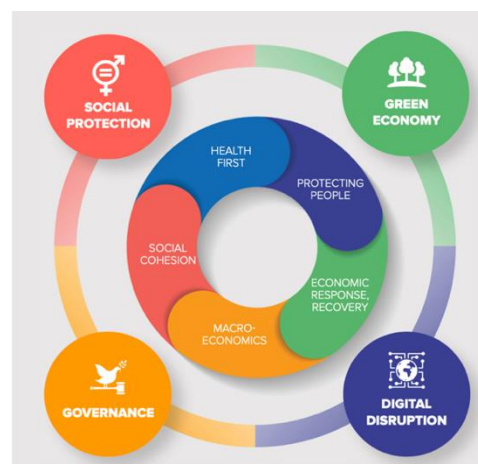 SOCIAL
PROTECTION
GREEN
ECONOMY
HEALTH
FIRST
PROTECTING
PEOPLE
SOCIAL
COHESION
ECONOMIC
RESPONSE,
RECOVERY
MACRO-
ECONOMICS
GOVERNANCE
DIGITAL
DISRUPTION